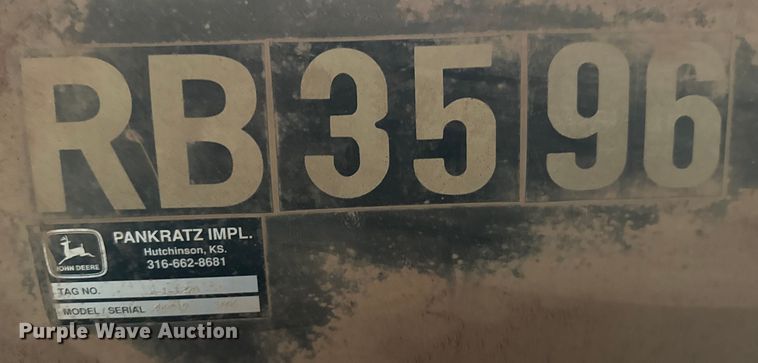 RB 35 96
PANKRATZ IMPL.
Hutchinson, KS.
316-662-8681
JOHN DEERE
TAG NO.
MODEL / SERIAL
Purple Wave Auction